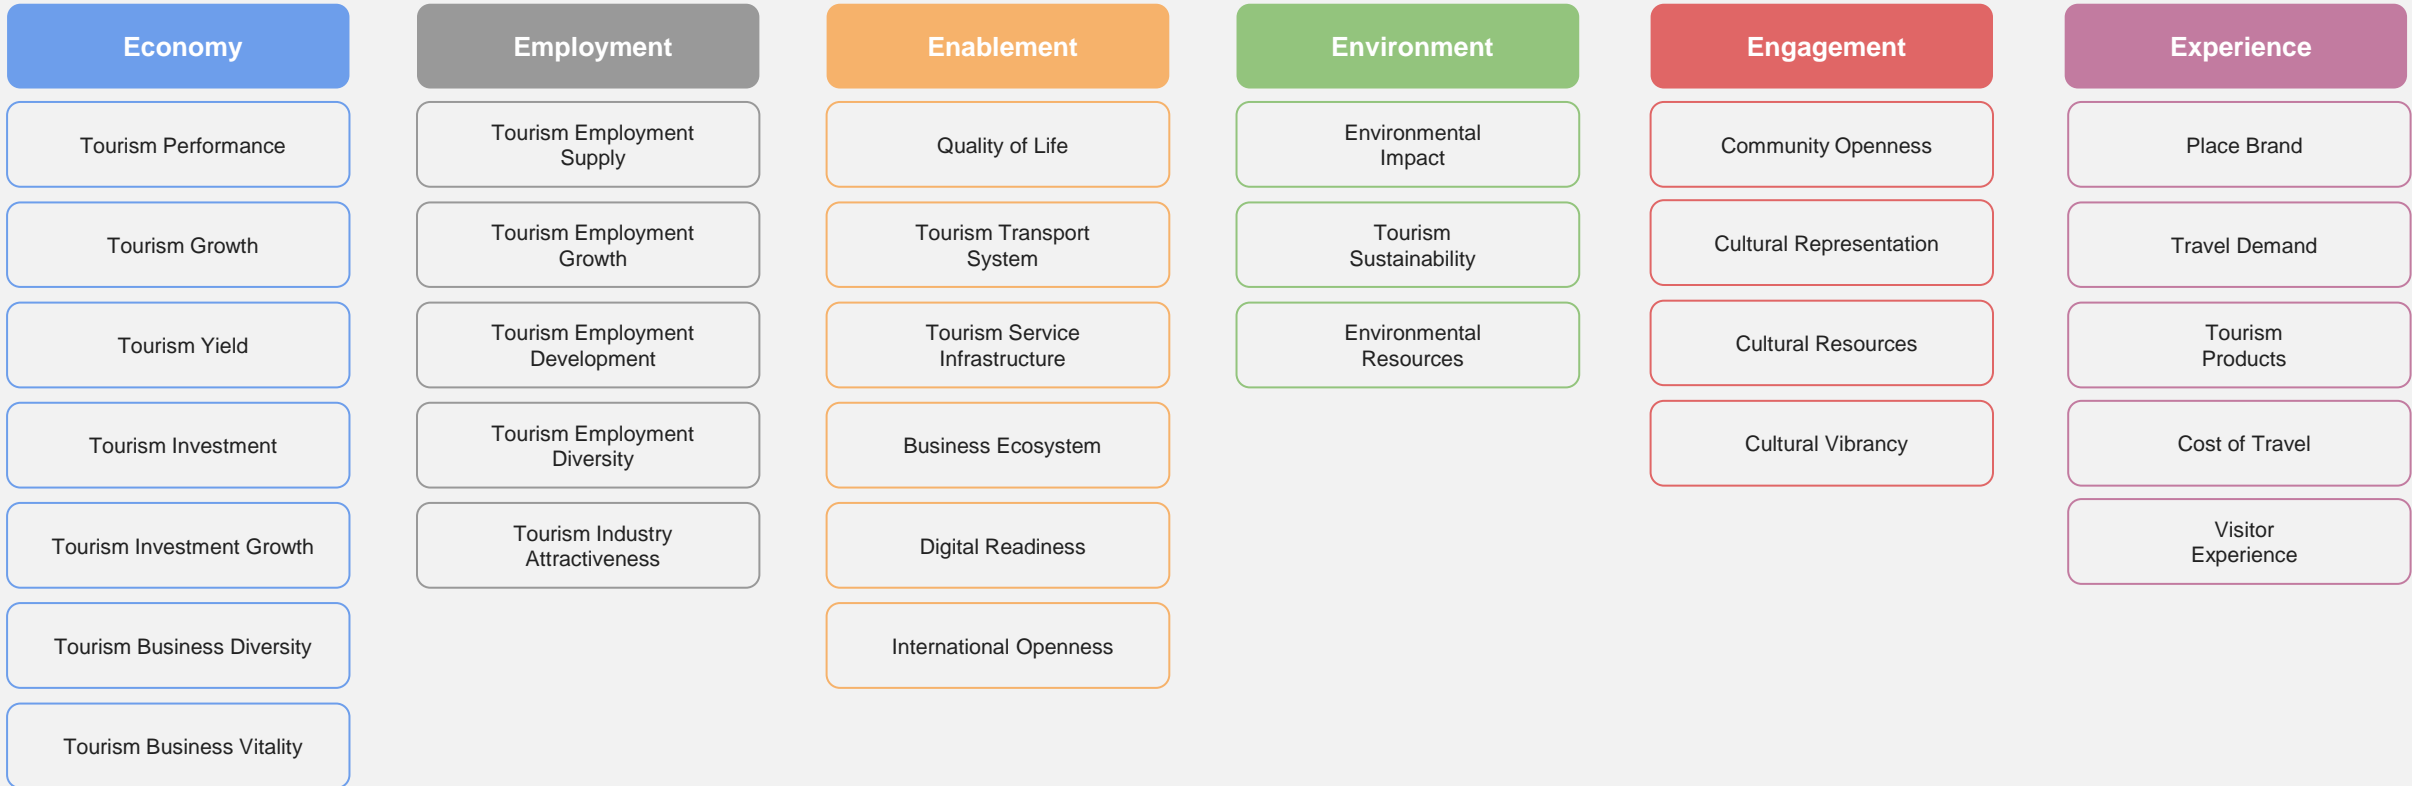 Economy
Tourism Performance
Tourism Growth
Tourism Yield
Tourism Investment
Tourism Investment Growth
Tourism Business Diversity
Tourism Business Vitality
Employment
Tourism Employment
Supply
Tourism Employment
Growth
Tourism Employment
Development
Tourism Employment
Diversity
Tourism Industry
Attractiveness
Enablement
Quality of Life
Tourism Transport
System
Tourism Service
Infrastructure
Business Ecosystem
Digital Readiness
International Openness
Environment
Environmental
Impact
Tourism
Sustainability
Environmental
Resources
Engagement
Community Openness
Cultural Representation
Cultural Resources
Cultural Vibrancy
Experience
Place Brand
Travel Demand
Tourism
Products
Cost of Travel
Visitor
Experience